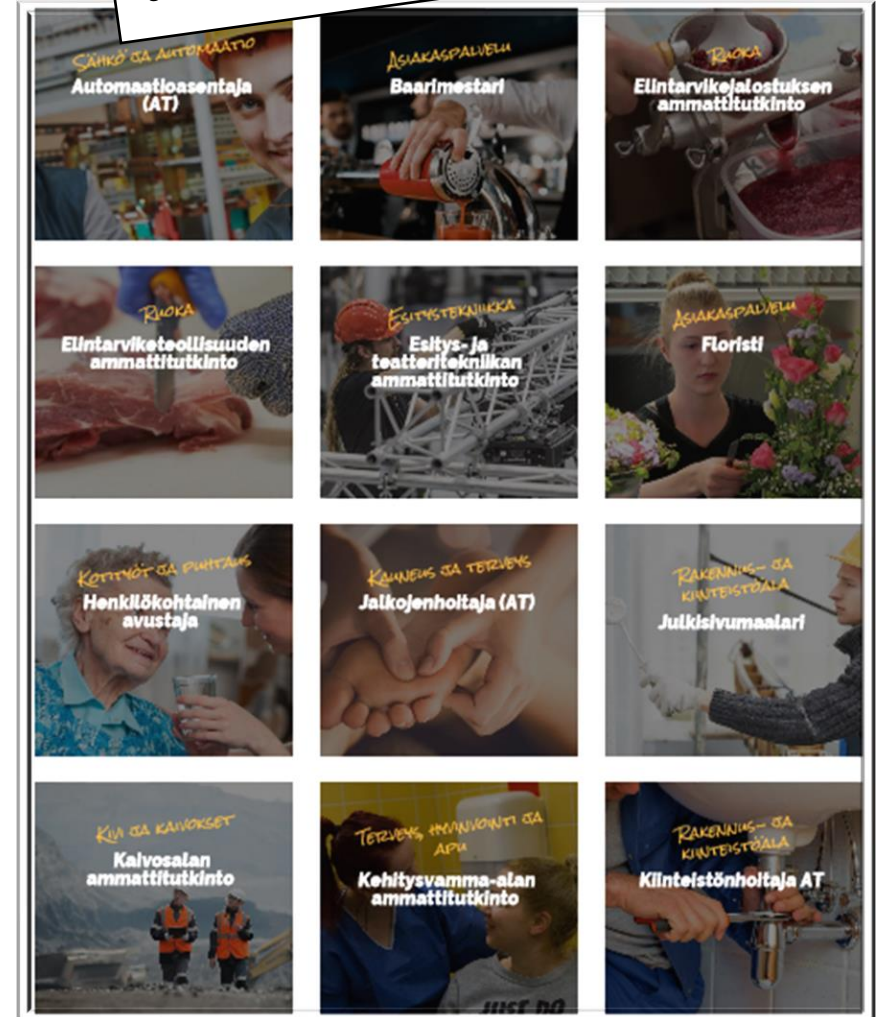 SÄHKÖ JA AUTOMAATIO
Automaatioasentaja
(AT)
ASIAKASPALVELU
Baarimestari
RUOKA
Elintarvikejalostuksen
ammattitutkinto
RUOKA
Elintarviketeollisuuden
ammattitutkinto
ESITYSTEKNIIKKA
Esitys- ja
teatteritekniikan
ammattitutkinto
ASIAKASPALVELU
Floristi
KOTITYÖT JA PUHTAUS
Henkilökohtainen
avustaja
KAUNEUS JA TERVEYS
Jalkojenhoitaja (AT)
RAKENNUS- JA
KIINTEISTÖALA
Julkisivumaalari
KIVI JA KAIVOKSET
Kaivosalan
ammattitutkinto
TERVEYS, HYVINVOINTI JA
APU
Kehitysvamma-alan
ammattitutkinto
JUST DO
RAKENNUS- JA
KIINTEISTÖALA
Kiinteistönhoitaja AT